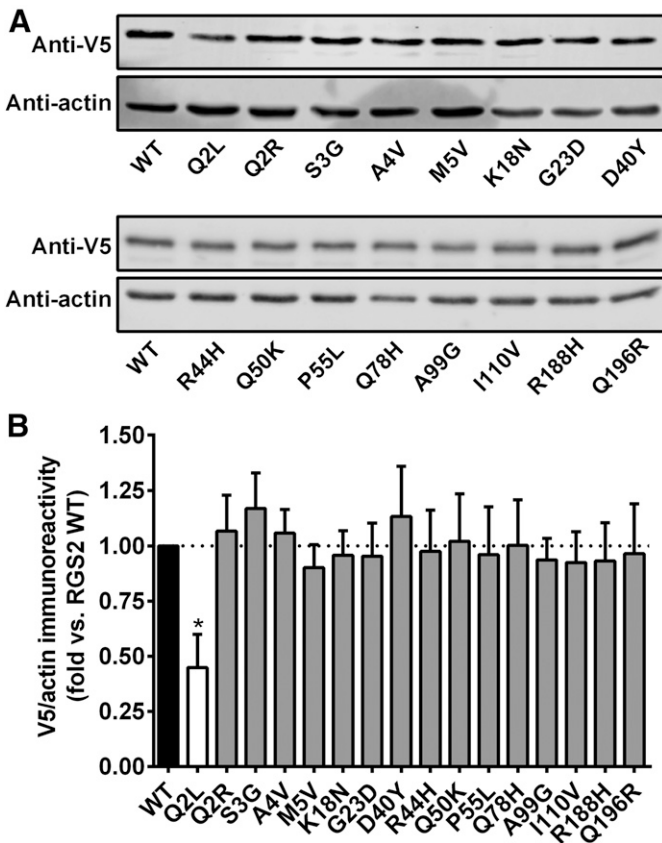 A
Anti-V5
Anti-actin
WT Q2L Q2R S3G A4V M5V K18N G23D D40Y
Anti-V5
Anti-actin
WT R44H Q50K P55L Q78H A99G I110V R188H Q196R
B
V5/actin immunoreactivity
(fold vs. RGS2 WT)
1.50
1.25
1.00
0.75
0.50
0.25
0.00
*
WT Q2L Q2R S3G A4V M5V K18N G23D D40Y R44H Q50K P55L Q78H A99G I110V R188H Q196R